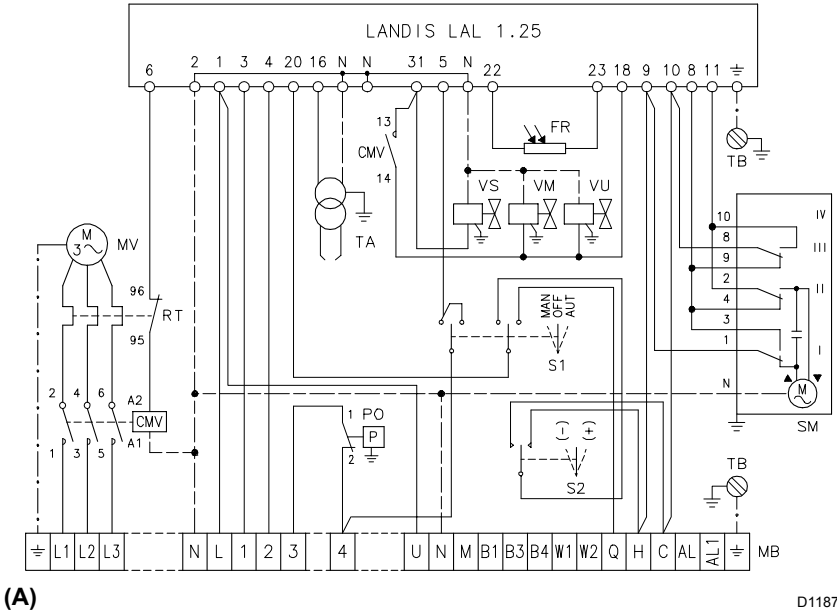 LANDIS LAL 1.25
6 2 1 3 4 20 16 N N 31 5 N 22 23 18 9 10 8 11
13
FR
CMV
TB
14
VS VM VU
10 IV
M
3 MV
TA
8 III
9
2 II
96
4
RT
MAN
OFF
AUT
3
95
1 I
S1
N
M
2 4 6 A2
1 PO
(-) (+)
SM
CMV
P
1 3 5 A1
2
S2
TB
L1 L2 L3 N L 1 2 3 4 U N M B1 B3 B4 W1 W2 Q H C AL AL1 MB
(A)
D1187